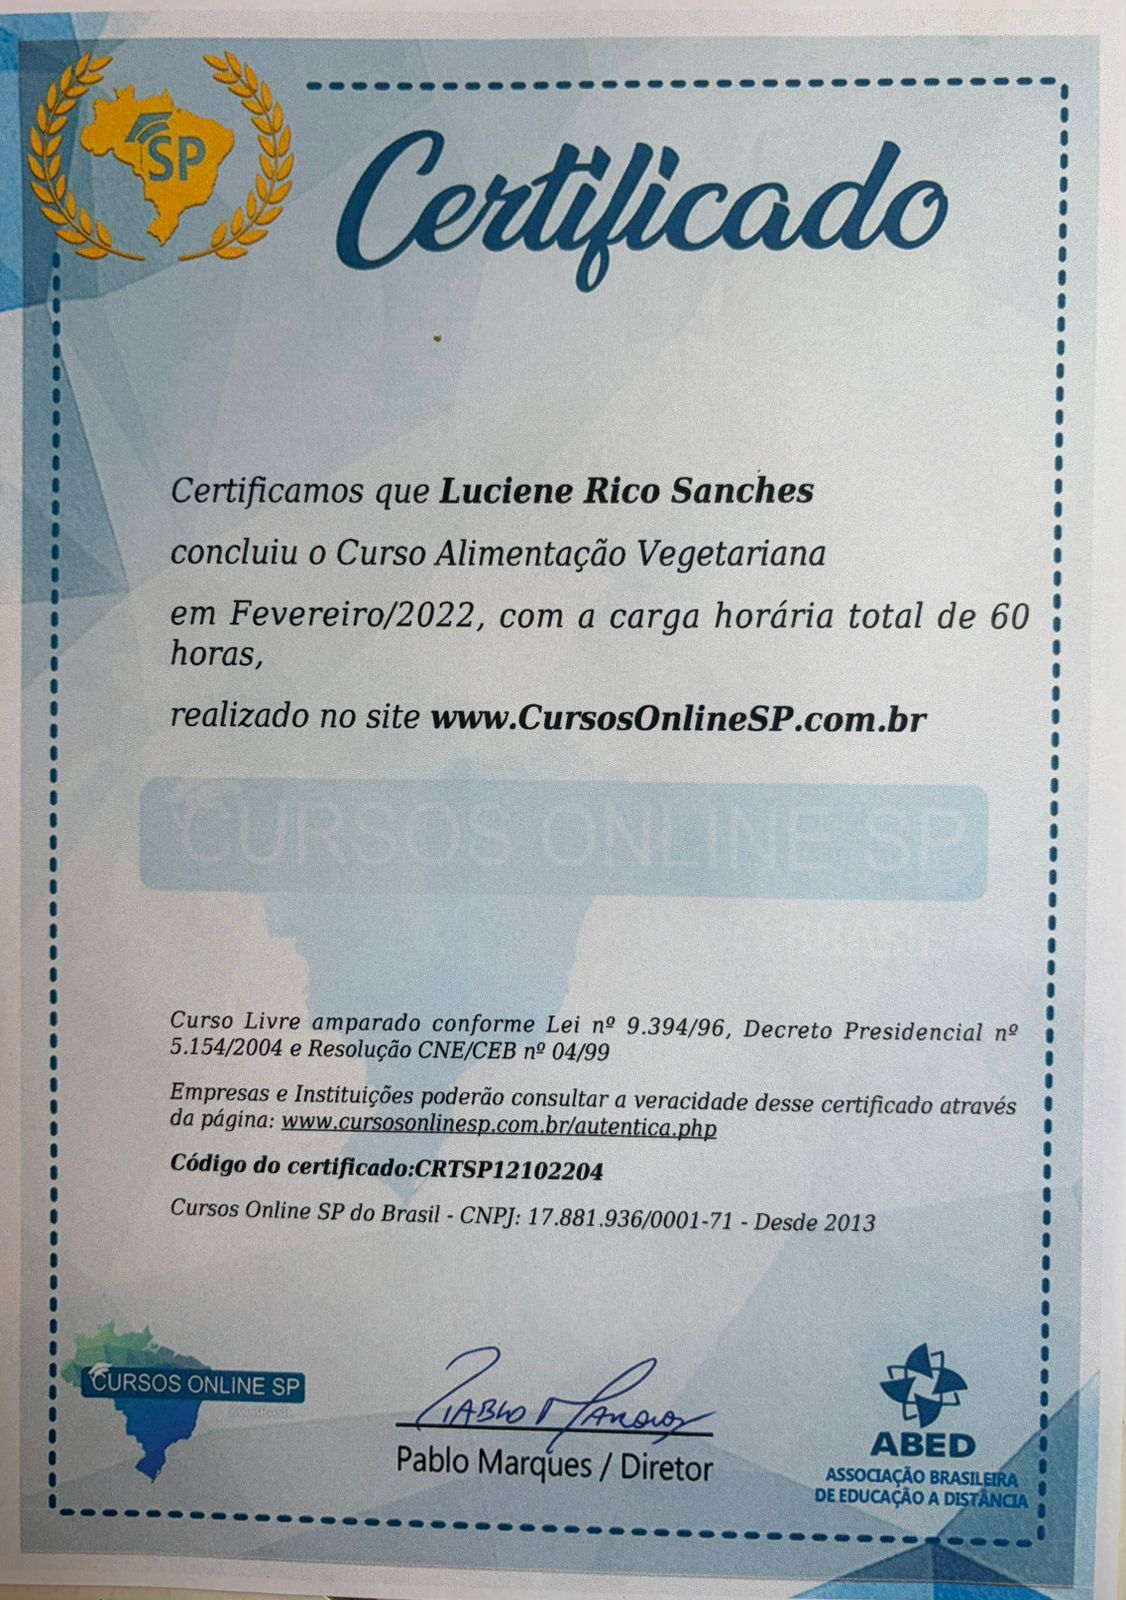 SP
Certificado
Certificamos que Luciene Rico Sanches
concluiu o Curso Alimentação Vegetariana
em Fevereiro/2022, com a carga horária total de 60
horas,
realizado no site www.CursosOnlineSP.com.br
CURSOS ONLINE SP
Curso Livre amparado conforme Lei nº 9.394/96, Decreto Presidencial nº
5.154/2004 e Resolução CNE/CEB nº 04/99
Empresas e Instituições poderão consultar a veracidade desse certificado através
da página: www.cursosonlinesp.com.br/autentica.php
Código do certificado:CRTSP12102204
Cursos Online SP do Brasil - CNPJ: 17.881.936/0001-71 - Desde 2013
CURSOS ONLINE SP
Pablo Marques
Pablo Marques / Diretor
ABED
ASSOCIAÇÃO BRASILEIRA
DE EDUCAÇÃO A DISTÂNCIA